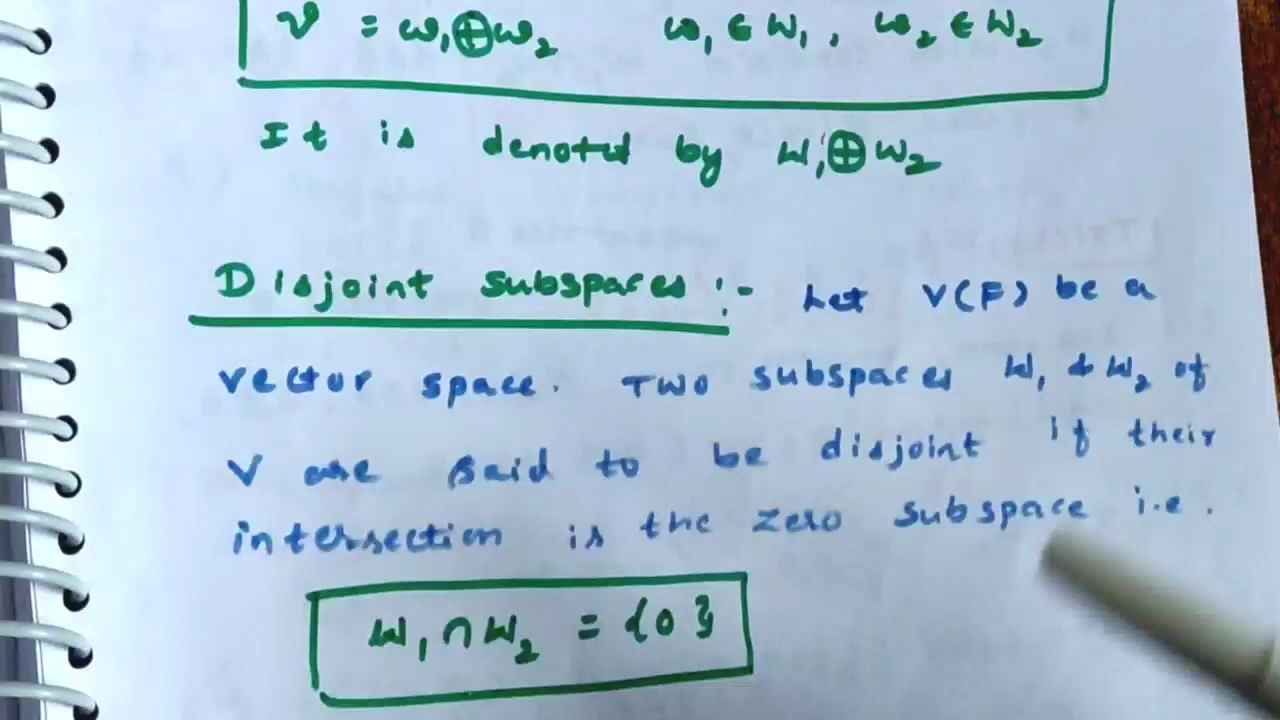 v = w₁⊕w₂ w₁ ∈ W₁, w₂ ∈ W₂
It is denoted by W₁⊕W₂
Disjoint subspaces :- Let V(F) be a
vector space. Two subspaces W₁ & W₂ of
V are said to be disjoint if their
intersection is the zero subspace i.e.
W₁ ∩ W₂ = {0}